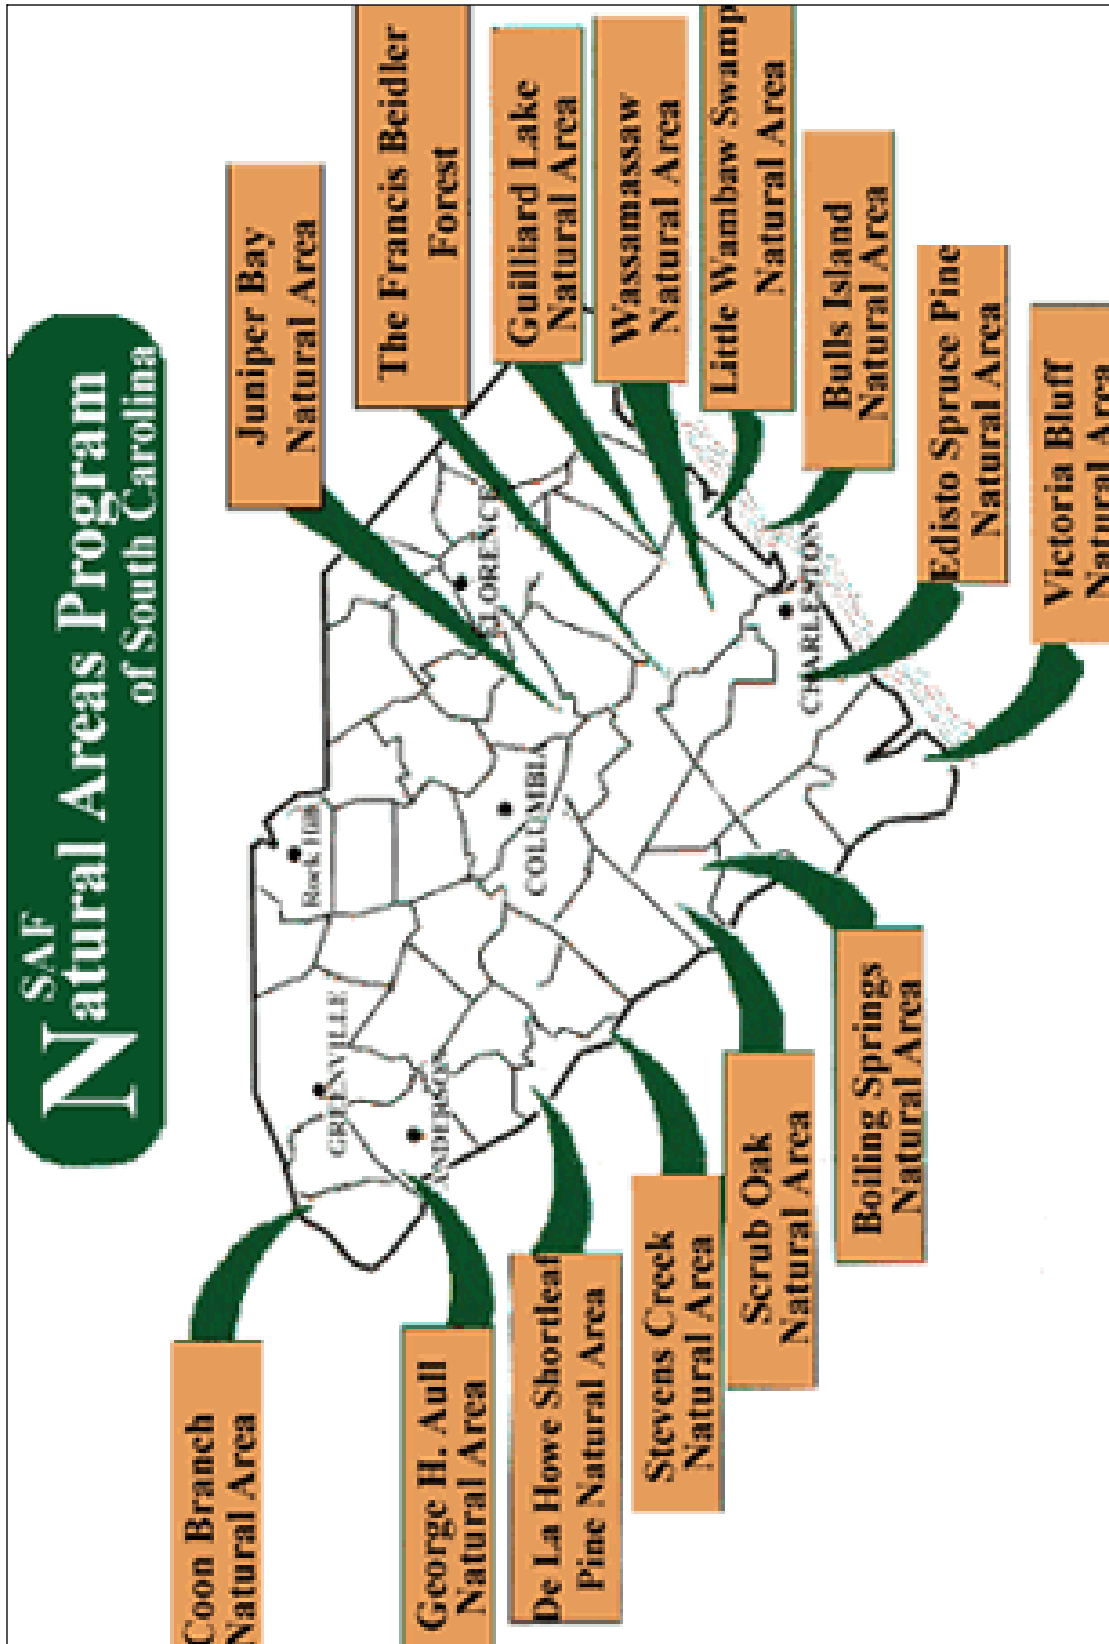 SAF
Natural Areas Program
of South Carolina
Coon Branch
Natural Area
George H. Aull
Natural Area
De La Howe Shortleaf
Pine Natural Area
Stevens Creek
Natural Area
Scrub Oak
Natural Area
Boiling Springs
Natural Area
Juniper Bay
Natural Area
The Francis Beidler
Forest
Guilliard Lake
Natural Area
Wassamassaw
Natural Area
Little Wambaw Swamp
Natural Area
Bulls Island
Natural Area
Edisto Spruce Pine
Natural Area
Victoria Bluff
Natural Area
GREENVILLE
ANDERSON
Rock Hill
COLUMBIA
FLORENCE
CHARLESTON